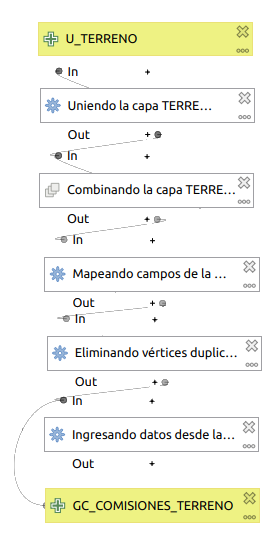 U_TERRENO
In +
Uniendo la capa TERRE…
Out +
In +
Combinando la capa TERRE…
Out +
In +
Mapeando campos de la …
Out +
In +
Eliminando vértices duplic…
Out +
In +
Ingresando datos desde la…
Out +
GC_COMISIONES_TERRENO